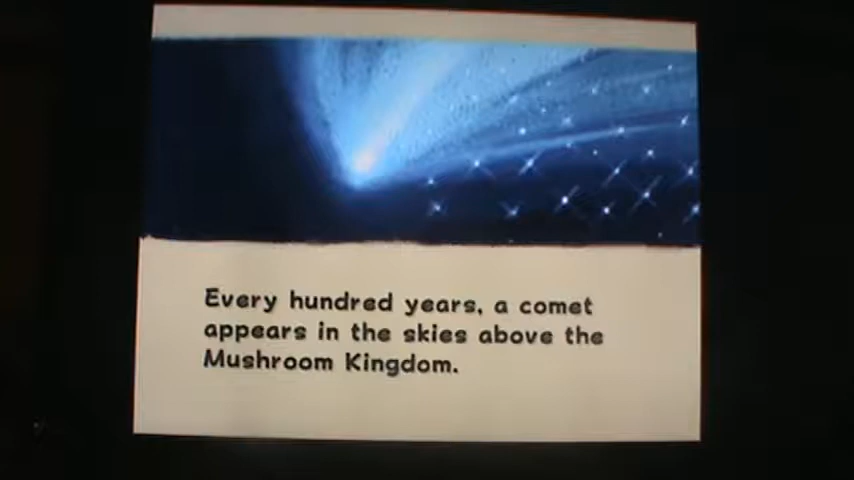 Every hundred years, a comet
appears in the skies above the
Mushroom Kingdom.